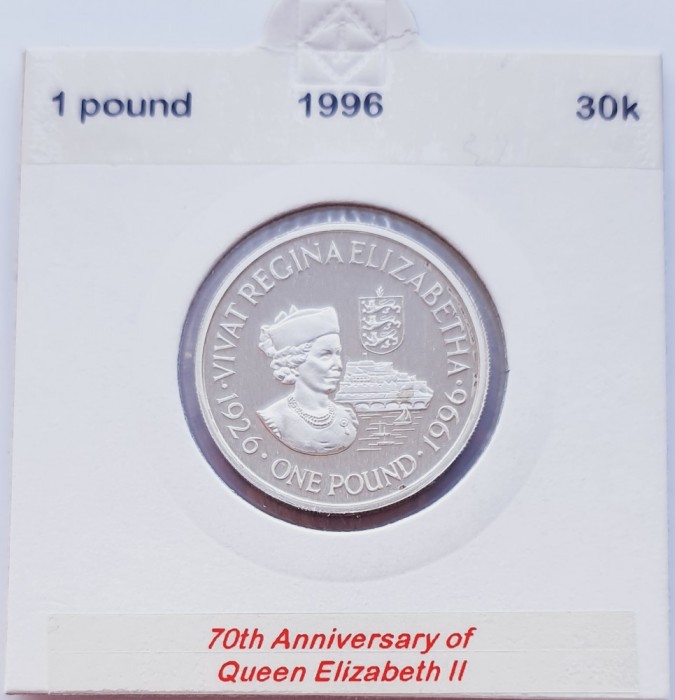 1 pound 1996 30k
· VIVAT REGINA ELIZABETHA ·
1926 · ONE POUND · 1996
70th Anniversary of
Queen Elizabeth II